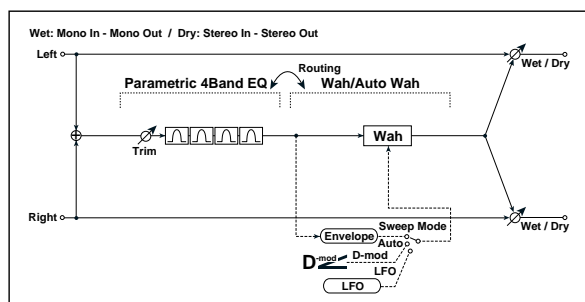 Wet: Mono In - Mono Out / Dry: Stereo In - Stereo Out
Left
Wet / Dry
Routing
Parametric 4Band EQ
Wah/Auto Wah
Trim
Wah
Right
Wet / Dry
Envelope
Sweep Mode
Auto
D-mod
D-mod
LFO
LFO